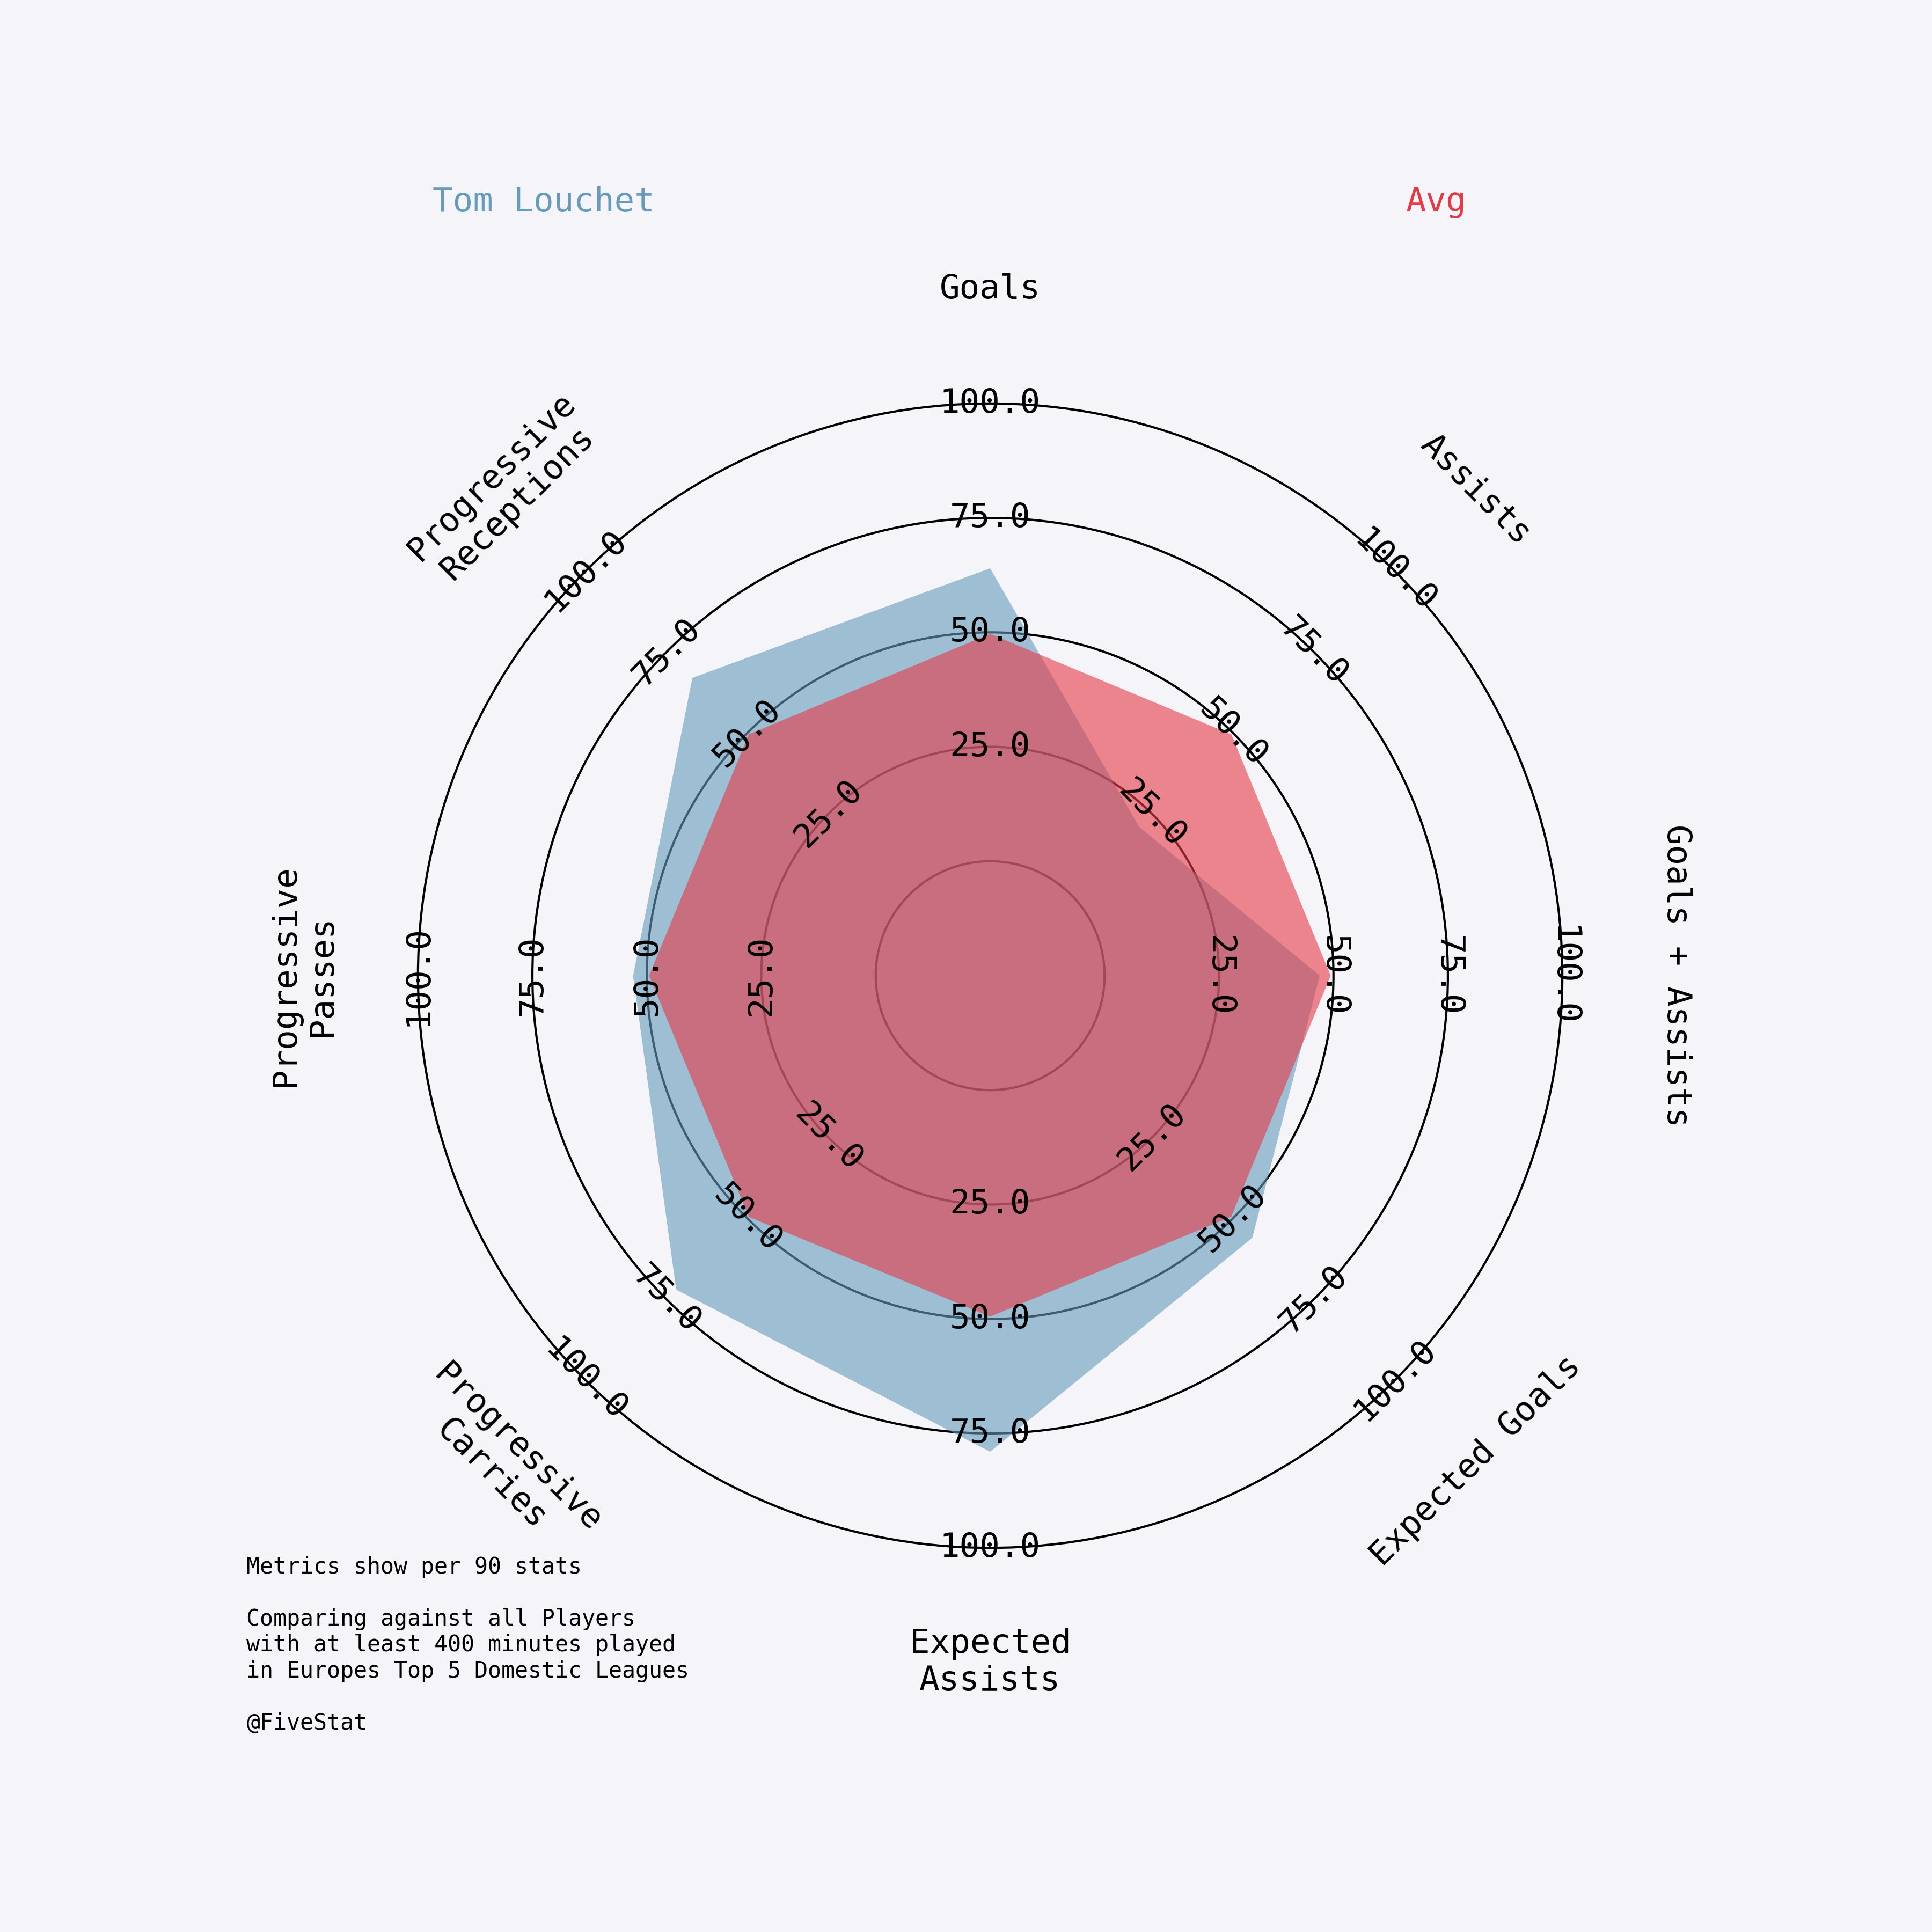 Tom Louchet
Avg
Goals
Assists
Goals + Assists
Expected Goals
Expected
Assists
Progressive
Carries
Progressive
Passes
Progressive
Receptions
100.0
75.0
50.0
25.0
100.0
75.0
50.0
25.0
100.0
75.0
50.0
25.0
100.0
75.0
50.0
25.0
25.0
50.0
75.0
100.0
25.0
50.0
75.0
100.0
100.0
75.0
50.0
25.0
100.0
75.0
50.0
25.0
Metrics show per 90 stats
Comparing against all Players
with at least 400 minutes played
in Europes Top 5 Domestic Leagues
@FiveStat